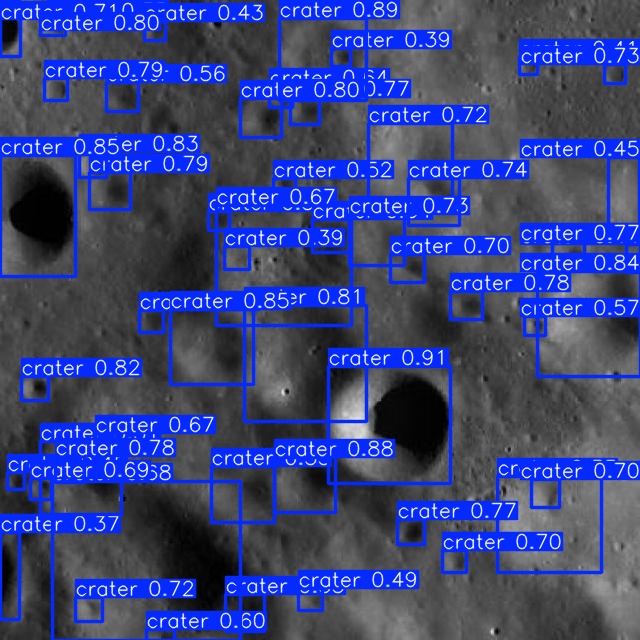 crater 0.43
crater 0.89
crater 0.80
crater 0.39
crater 0.73
crater 0.79
0.56
crater 0.80
0.77
crater 0.72
crater 0.85
0.83
crater 0.45
crater 0.79
crater 0.52
crater 0.74
crater 0.67
crater 0.73
crater 0.39
crater 0.77
crater 0.70
crater 0.84
crater 0.78
crater 0.85
0.81
crater 0.57
crater 0.91
crater 0.82
crater 0.67
crater 0.78
crater 0.88
crater 0.69
crater 0.70
crater 0.77
crater 0.37
crater 0.70
crater 0.49
crater 0.72
crater 0.60